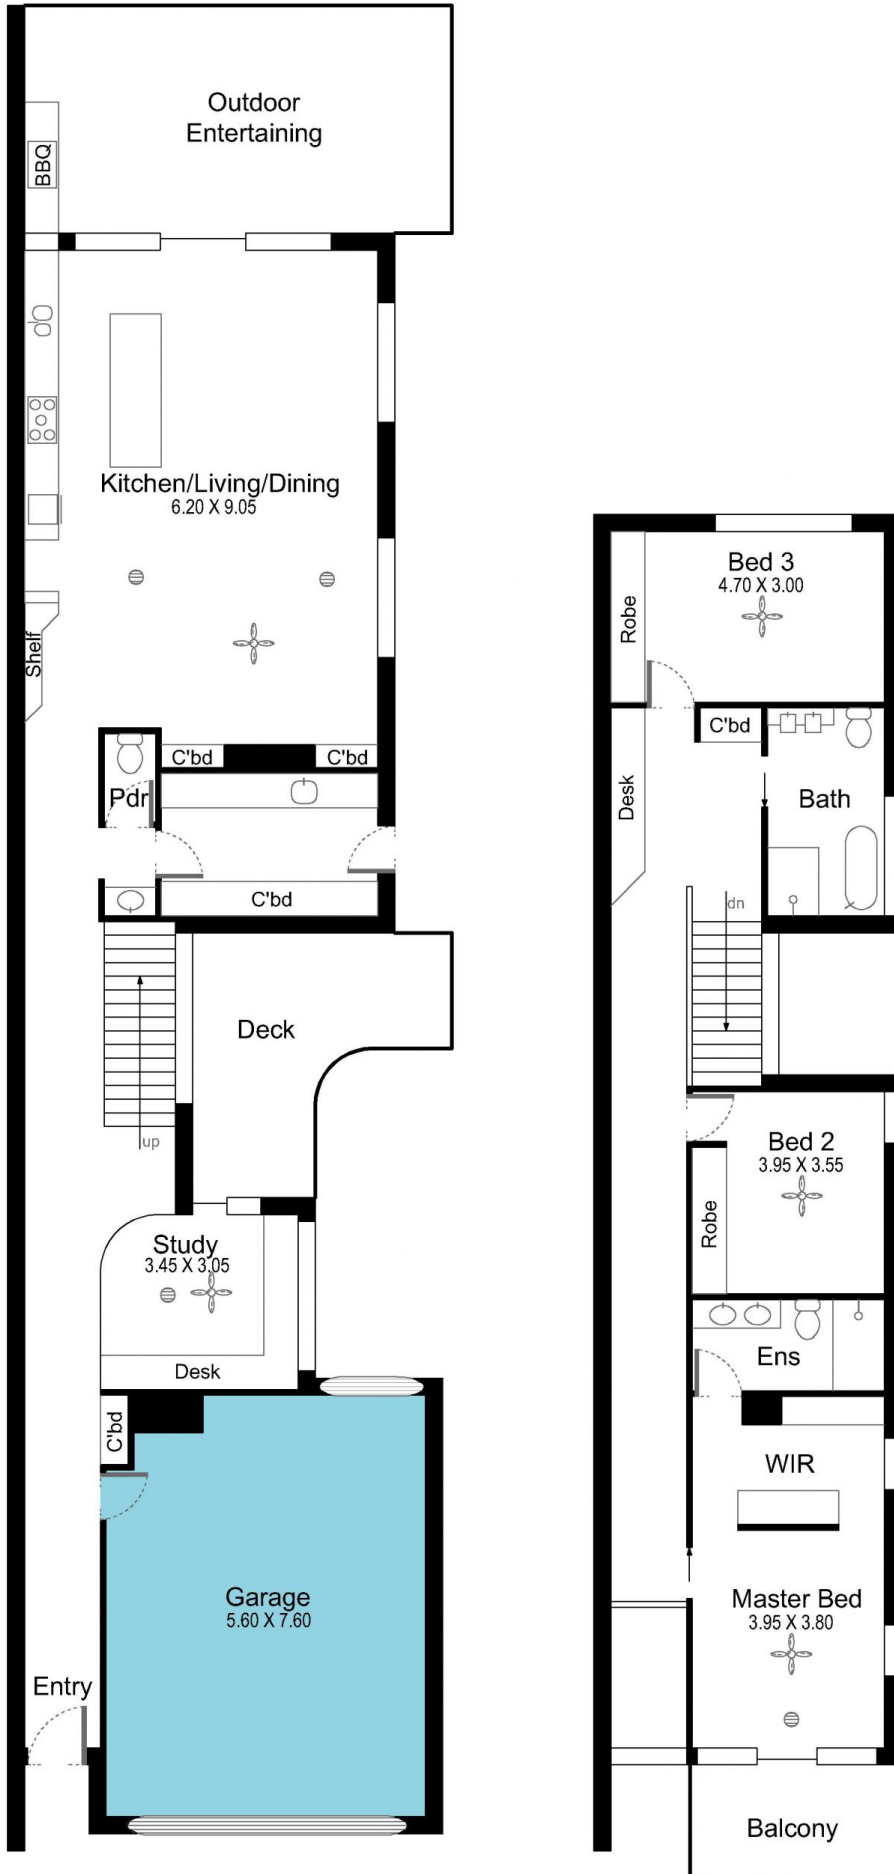 Outdoor
Entertaining
BBQ
Kitchen/Living/Dining
6.20 X 9.05
Shelf
C'bd
C'bd
Pdr
C'bd
Deck
up
Study
3.45 X 3.05
Desk
C'bd
Garage
5.60 X 7.60
Entry
Bed 3
4.70 X 3.00
Robe
C'bd
Desk
Bath
dn
Bed 2
3.95 X 3.55
Robe
Ens
WIR
Master Bed
3.95 X 3.80
Balcony